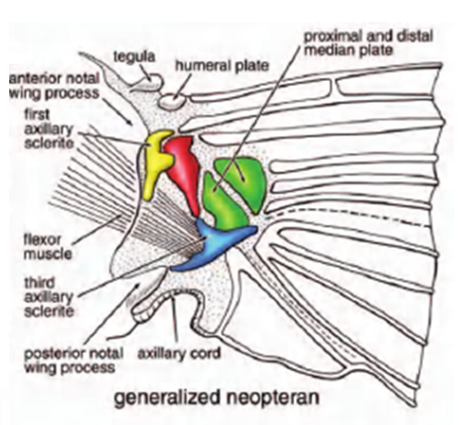 proximal and distal
median plate
tegula
humeral plate
anterior notal
wing process
first
axillary
sclerite
flexor
muscle
third
axillary
sclerite
posterior notal
wing process
axillary cord
generalized neopteran